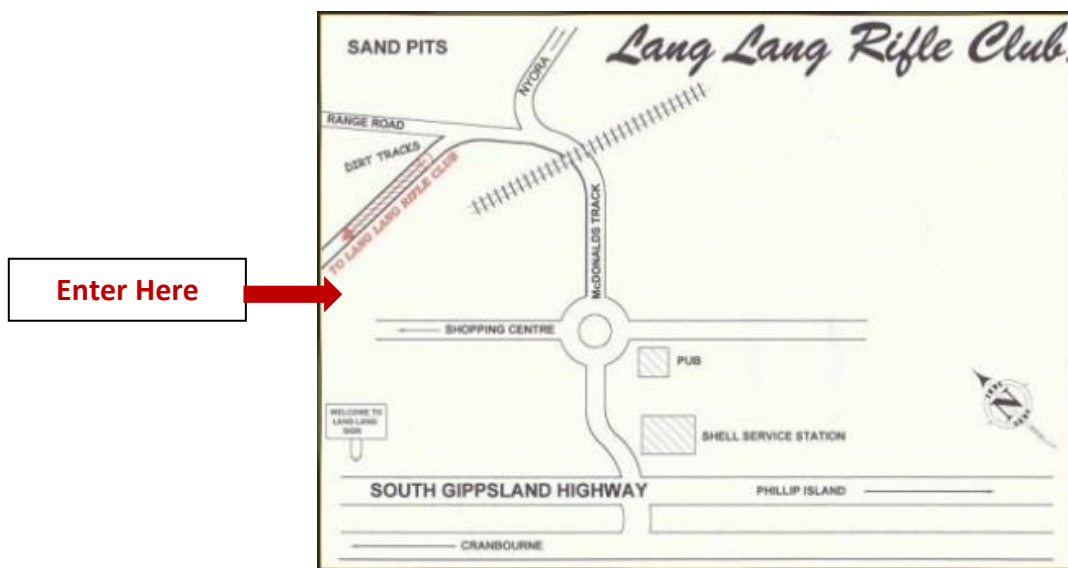 SAND PITS
Lang Lang Rifle Club.
NYORA
RANGE ROAD
DIRT TRACKS
TO LANG LANG RIFLE CLUB
McDONALDS TRACK
Enter Here
SHOPPING CENTRE
PUB
N
WELCOME TO
LANG LANG
SIGN
SHELL SERVICE STATION
SOUTH GIPPSLAND HIGHWAY
PHILLIP ISLAND
CRANBOURNE